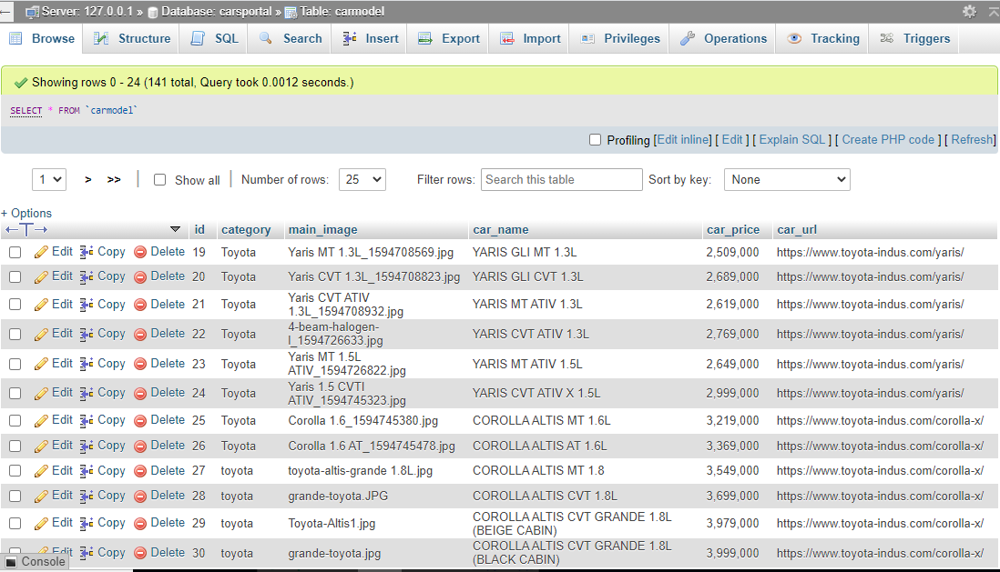 Server: 127.0.0.1 » Database: carsportal » Table: carmodel
Browse Structure SQL Search Insert Export Import Privileges Operations Tracking Triggers
Showing rows 0 - 24 (141 total, Query took 0.0012 seconds.)
SELECT * FROM `carmodel`
Profiling [Edit inline] [ Edit ] [ Explain SQL ] [ Create PHP code ] [ Refresh]
1 > >> | Show all | Number of rows: 25 Filter rows: Search this table Sort by key: None
+ Options
←T→ id category main_image car_name car_price car_url
Edit Copy Delete 19 Toyota Yaris MT 1.3L_1594708569.jpg YARIS GLI MT 1.3L 2,509,000 https://www.toyota-indus.com/yaris/
Edit Copy Delete 20 Toyota Yaris CVT 1.3L_1594708823.jpg YARIS GLI CVT 1.3L 2,689,000 https://www.toyota-indus.com/yaris/
Edit Copy Delete 21 Toyota Yaris CVT ATIV
1.3L_1594708932.jpg YARIS MT ATIV 1.3L 2,619,000 https://www.toyota-indus.com/yaris/
Edit Copy Delete 22 Toyota 4-beam-halogen-
l_1594726633.jpg YARIS CVT ATIV 1.3L 2,769,000 https://www.toyota-indus.com/yaris/
Edit Copy Delete 23 Toyota Yaris MT 1.5L
ATIV_1594726822.jpg YARIS MT ATIV 1.5L 2,649,000 https://www.toyota-indus.com/yaris/
Edit Copy Delete 24 Toyota Yaris 1.5 CVTI
ATIV_1594745323.jpg YARIS CVT ATIV X 1.5L 2,999,000 https://www.toyota-indus.com/yaris/
Edit Copy Delete 25 Toyota Corolla 1.6_1594745380.jpg COROLLA ALTIS MT 1.6L 3,219,000 https://www.toyota-indus.com/corolla-x/
Edit Copy Delete 26 Toyota Corolla 1.6 AT_1594745478.jpg COROLLA ALTIS AT 1.6L 3,369,000 https://www.toyota-indus.com/corolla-x/
Edit Copy Delete 27 toyota toyota-altis-grande 1.8L.jpg COROLLA ALTIS MT 1.8 3,549,000 https://www.toyota-indus.com/corolla-x/
Edit Copy Delete 28 toyota grande-toyota.JPG COROLLA ALTIS CVT 1.8L 3,699,000 https://www.toyota-indus.com/corolla-x/
Edit Copy Delete 29 toyota Toyota-Altis1.jpg COROLLA ALTIS CVT GRANDE 1.8L
(BEIGE CABIN) 3,979,000 https://www.toyota-indus.com/corolla-x/
Edit Copy Delete 30 toyota grande-toyota.jpg COROLLA ALTIS CVT GRANDE 1.8L
(BLACK CABIN) 3,999,000 https://www.toyota-indus.com/corolla-x/
Console